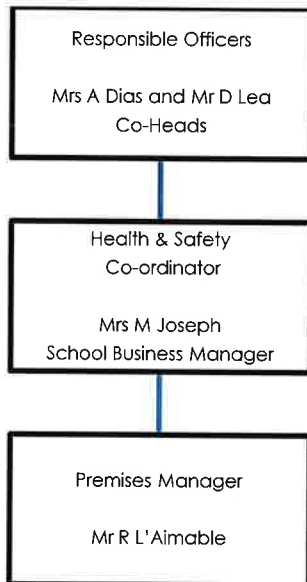 Responsible Officers
Mrs A Dias and Mr D Lea
Co-Heads
Health & Safety
Co-ordinator
Mrs M Joseph
School Business Manager
Premises Manager
Mr R L'Aimable